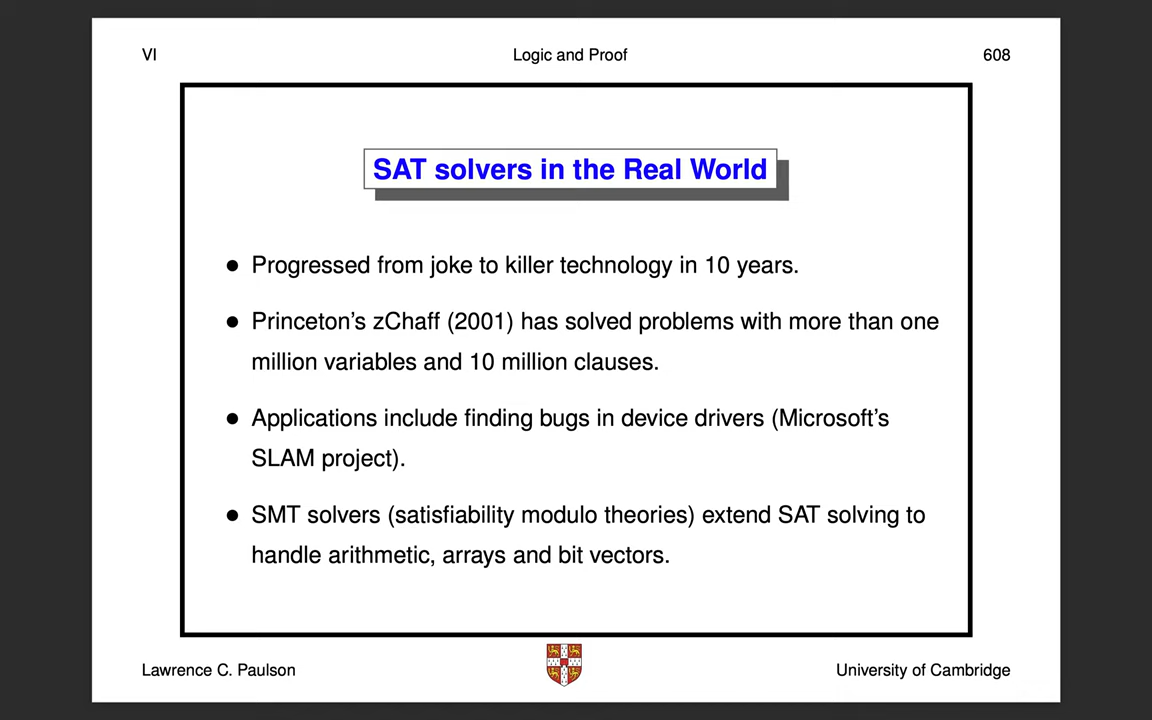 VI Logic and Proof 608
SAT solvers in the Real World
● Progressed from joke to killer technology in 10 years.
● Princeton’s zChaff (2001) has solved problems with more than one
million variables and 10 million clauses.
● Applications include finding bugs in device drivers (Microsoft’s
SLAM project).
● SMT solvers (satisfiability modulo theories) extend SAT solving to
handle arithmetic, arrays and bit vectors.
Lawrence C. Paulson University of Cambridge